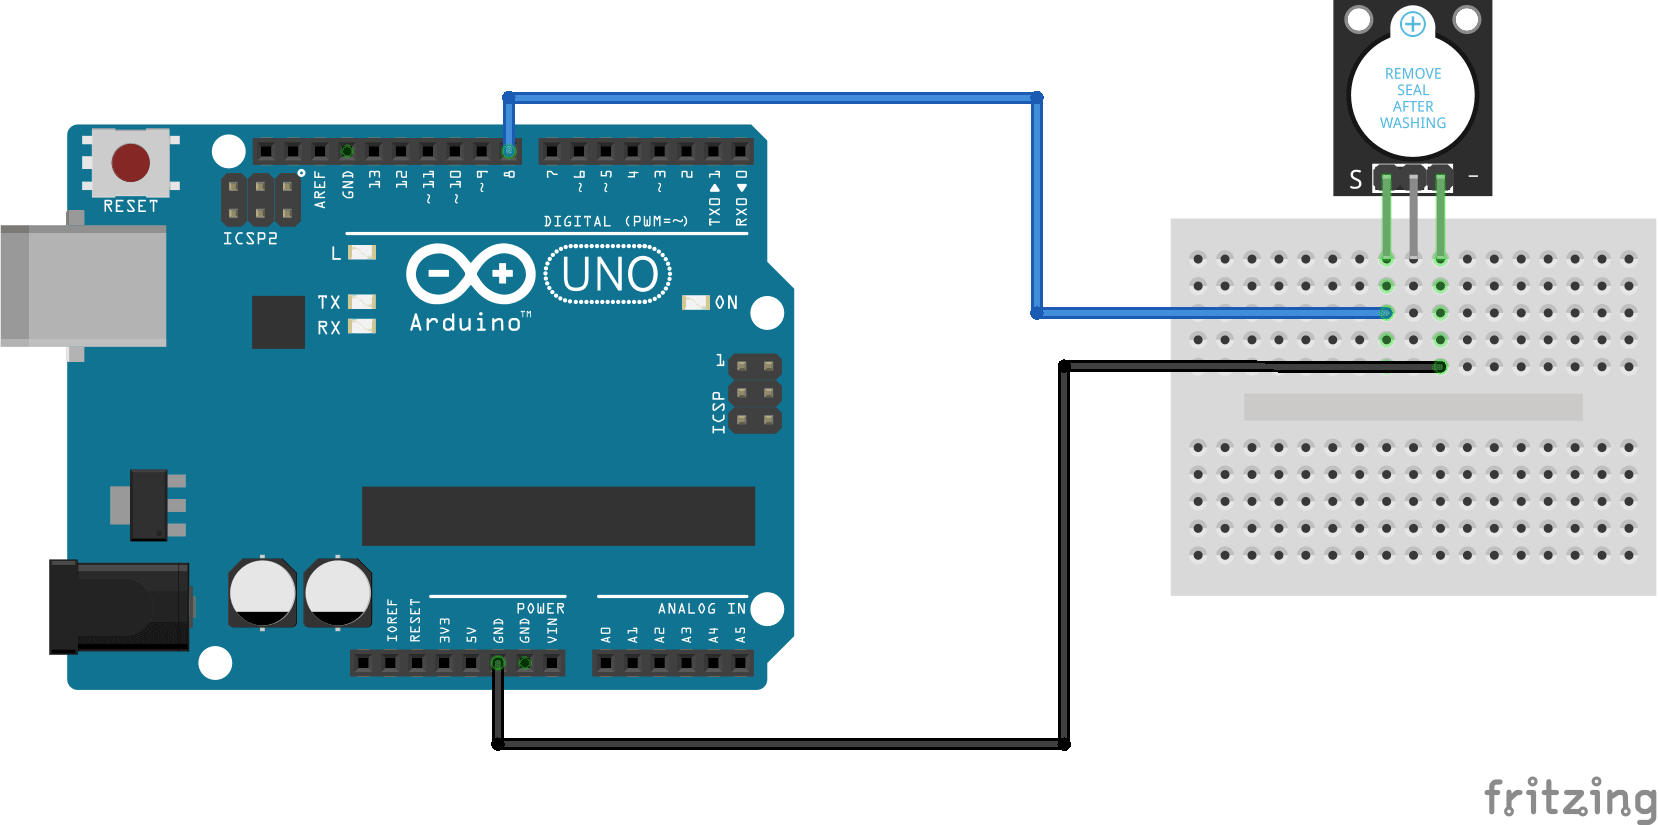 REMOVE
SEAL
AFTER
WASHING
S
−
RESET
ICSP2
AREF
GND
13
12
~11
~10
~9
8
7
~6
~5
4
~3
2
TX0▶1
RX0◀0
DIGITAL (PWM=~)
L
TX
RX
UNO
Arduino™
ON
1
ICSP
IOREF
RESET
3V3
5V
GND
GND
VIN
POWER
ANALOG IN
A0
A1
A2
A3
A4
A5
fritzing